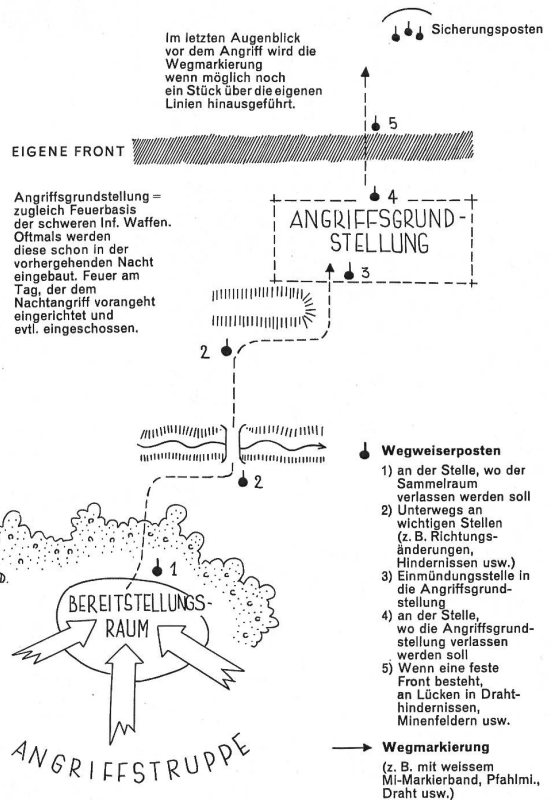 Im letzten Augenblick
vor dem Angriff wird die
Wegmarkierung
wenn möglich noch
ein Stück über die eigenen
Linien hinausgeführt.
Sicherungsposten
5
EIGENE FRONT
4
Angriffsgrundstellung =
zugleich Feuerbasis
der schweren Inf. Waffen.
Oftmals werden
diese schon in der
vorhergehenden Nacht
eingebaut. Feuer am
Tag, der dem
Nachtangriff vorangeht
eingerichtet und
evtl. eingeschossen.
ANGRIFFSGRUND-
STELLUNG
3
2
2
1
D.
BEREITSTELLUNGS-
RAUM
ANGRIFFSTRUPPE
Wegweiserposten
1) an der Stelle, wo der
Sammelraum
verlassen werden soll
2) Unterwegs an
wichtigen Stellen
(z. B. Richtungs-
änderungen,
Hindernissen usw.)
3) Einmündungsstelle in
die Angriffsgrund-
stellung
4) an der Stelle,
wo die Angriffsgrund-
stellung verlassen
werden soll
5) Wenn eine feste
Front besteht,
an Lücken in Draht-
hindernissen,
Minenfeldern usw.
Wegmarkierung
(z. B. mit weissem
Mi-Markierband, Pfahlmi.,
Draht usw.)